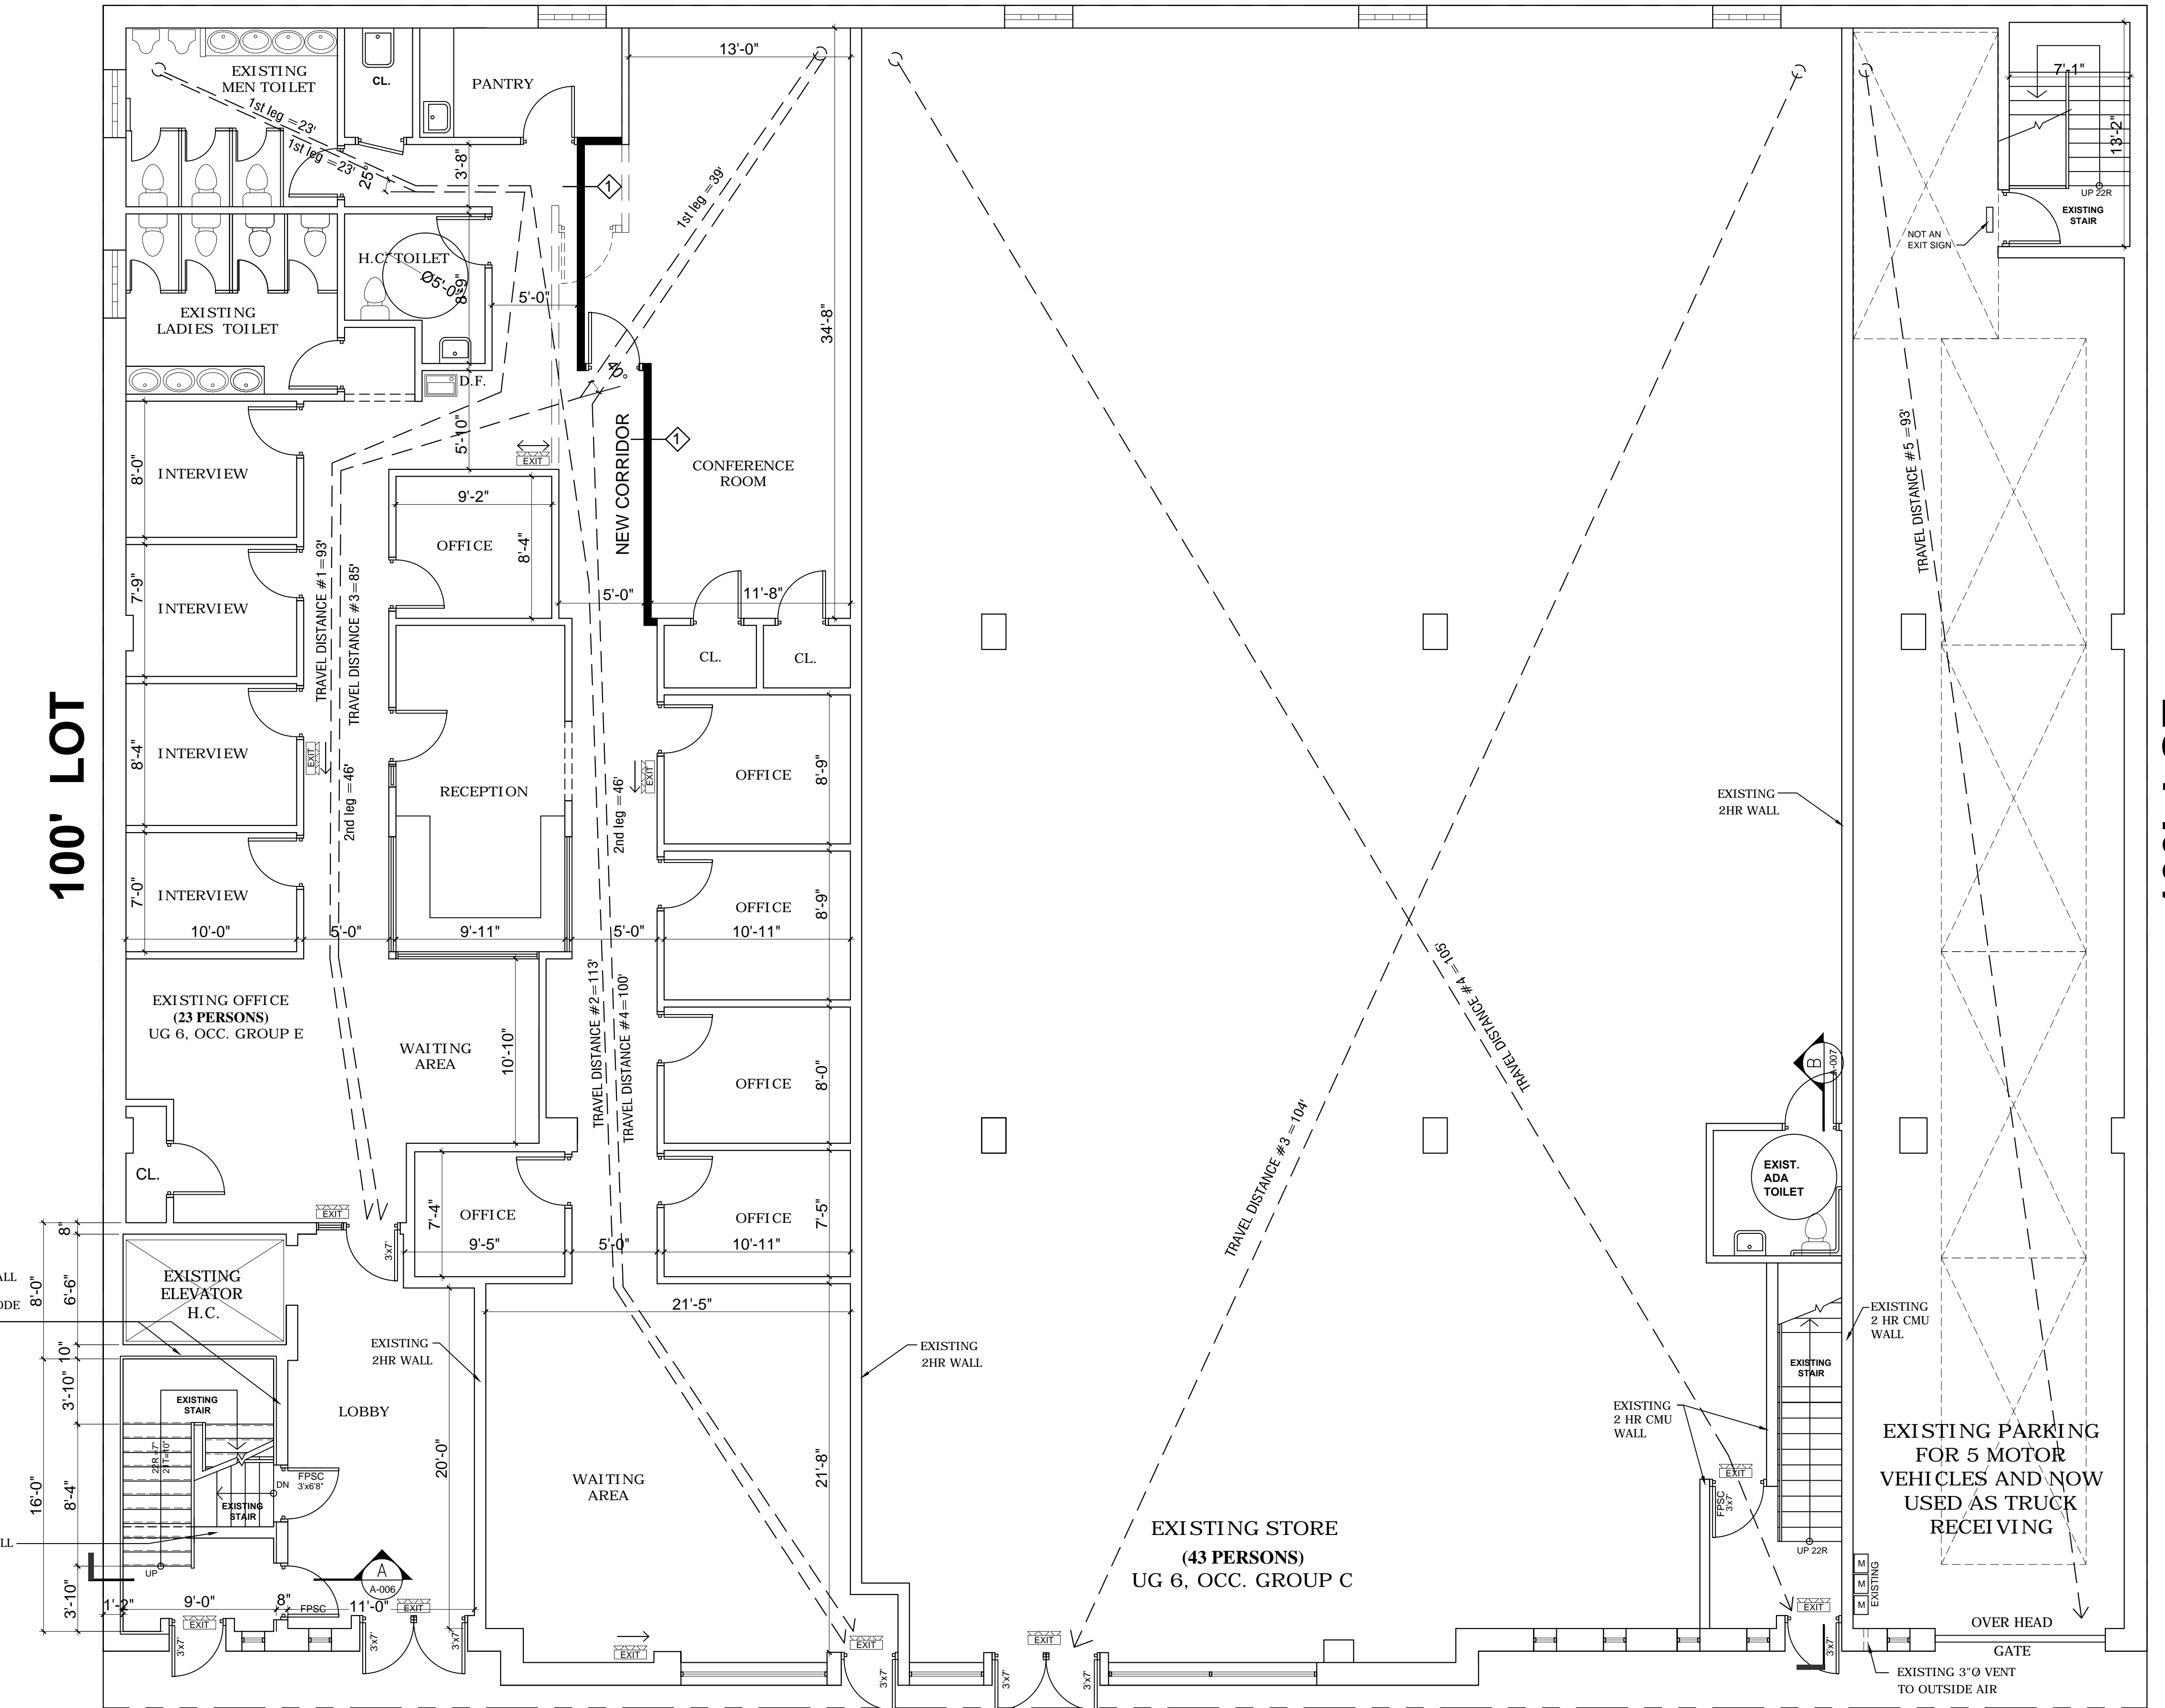 EXISTING
MEN TOILET
1st leg =23'
1st leg =23'
25°
CL.
PANTRY
3'-8"
1
13'-0"
1st leg =39'
34'-8"
7'-1"
13'-2"
UP 22R
EXISTING
STAIR
NOT AN
EXIT SIGN
H.C. TOILET
Ø5'-0"
8'-9"
5'-0"
EXISTING
LADIES TOILET
D.F.
40°
5'-10"
EXIT
NEW CORRIDOR
1
CONFERENCE
ROOM
8'-0"
INTERVIEW
9'-2"
OFFICE
8'-4"
7'-9"
INTERVIEW
TRAVEL DISTANCE #1=93'
TRAVEL DISTANCE #3=85'
5'-0"
11'-8"
CL.
CL.
TRAVEL DISTANCE #5 =93'
100' LOT
8'-4"
INTERVIEW
EXIT
2nd leg =46'
RECEPTION
2nd leg =46'
EXIT
OFFICE
8'-9"
EXISTING
2HR WALL
7'-0"
INTERVIEW
OFFICE
8'-9"
10'-0"
5'-0"
9'-11"
5'-0"
10'-11"
TRAVEL DISTANCE #4 =105'
EXISTING OFFICE
(23 PERSONS)
UG 6, OCC. GROUP E
WAITING
AREA
10'-10"
TRAVEL DISTANCE #2=113'
TRAVEL DISTANCE #4=100'
OFFICE
8'-0"
B
A-007
TRAVEL DISTANCE #3 =104'
CL.
EXIST.
ADA
TOILET
EXIT
3'x7'
7'-4"
OFFICE
9'-5"
5'-0"
OFFICE
7'-5"
10'-11"
8"
8'-0"
6'-6"
EXISTING
ELEVATOR
H.C.
ALL
ODE
21'-5"
10"
EXISTING
2HR WALL
EXISTING
2HR WALL
EXISTING
2 HR CMU
WALL
EXISTING
STAIR
3'-10"
EXISTING
STAIR
LOBBY
EXISTING
2 HR CMU
WALL
22R =7"
21T=10"
20'-0"
21'-8"
16'-0"
8'-4"
FPSC
3'x6'8"
DN
EXISTING
STAIR
WAITING
AREA
EXIT
FPSC
3'x7'
EXISTING PARKING
FOR 5 MOTOR
VEHICLES AND NOW
USED AS TRUCK
RECEIVING
EXISTING STORE
(43 PERSONS)
UG 6, OCC. GROUP C
LL
UP
UP 22R
A
A-006
3'-10"
1'-2"
9'-0"
8"
FPSC
11'-0"
EXIT
EXIT
3'x7'
3'x7'
3'x7'
EXIT
EXIT
3'x7'
EXIT
3'x7'
3'x7'
EXIT
3'x7'
M
M
M
EXISTING
OVER HEAD
GATE
EXISTING 3"Ø VENT
TO OUTSIDE AIR